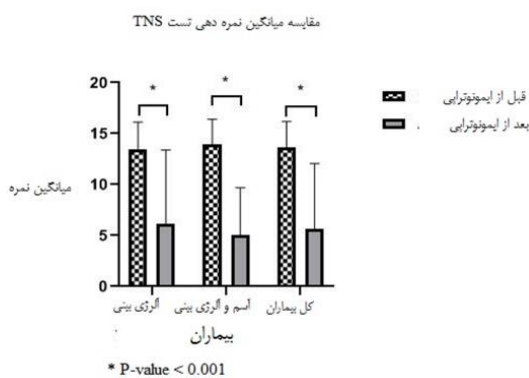 مقایسه میانگین نمره دهی تست TNS
قبل از ایمونوتراپی
بعد از ایمونوتراپی
میانگین نمره
20
15
10
5
0
*
*
*
آلرژی بینی
آسم و آلرژی بینی
کل بیماران
بیماران
* P-value < 0.001